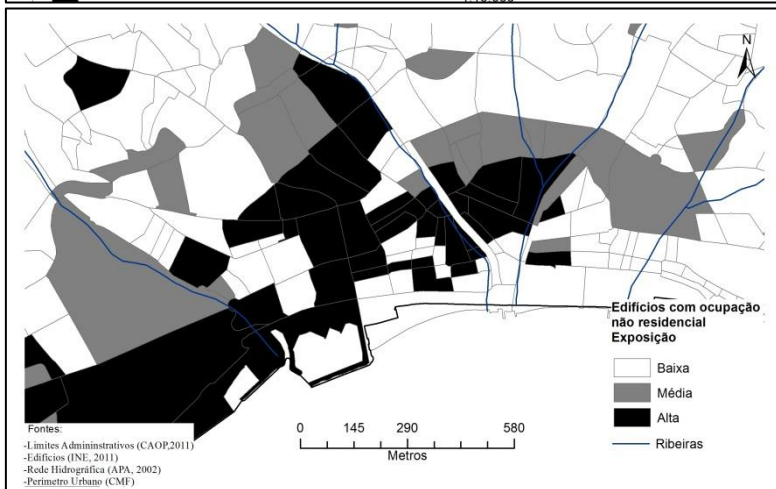 N
Edifícios com ocupação
não residencial
Exposição
Baixa
Média
Alta
Ribeiras
Fontes:
-Limites Admininstrativos (CAOP,2011)
-Edifícios (INE, 2011)
-Rede Hidrográfica (APA, 2002)
-Perímetro Urbano (CMF)
0 145 290 580
Metros